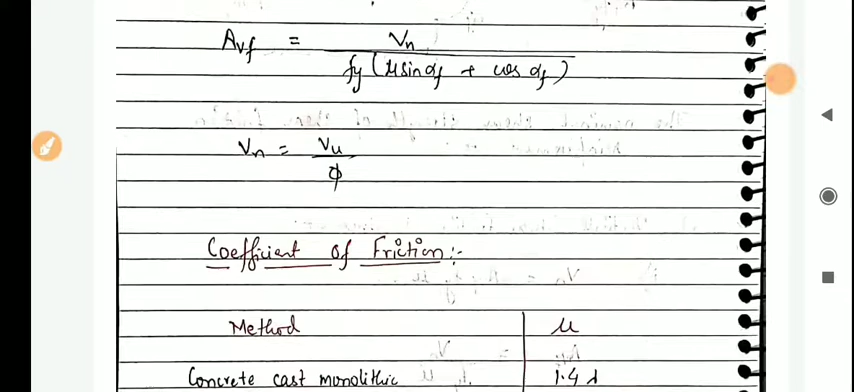 Avf = Vn / fy (μ sin αf + cos αf)
Vn = Vu / φ
Coefficient of Friction :-
Method μ
Concrete cast monolithic 1.4 λ